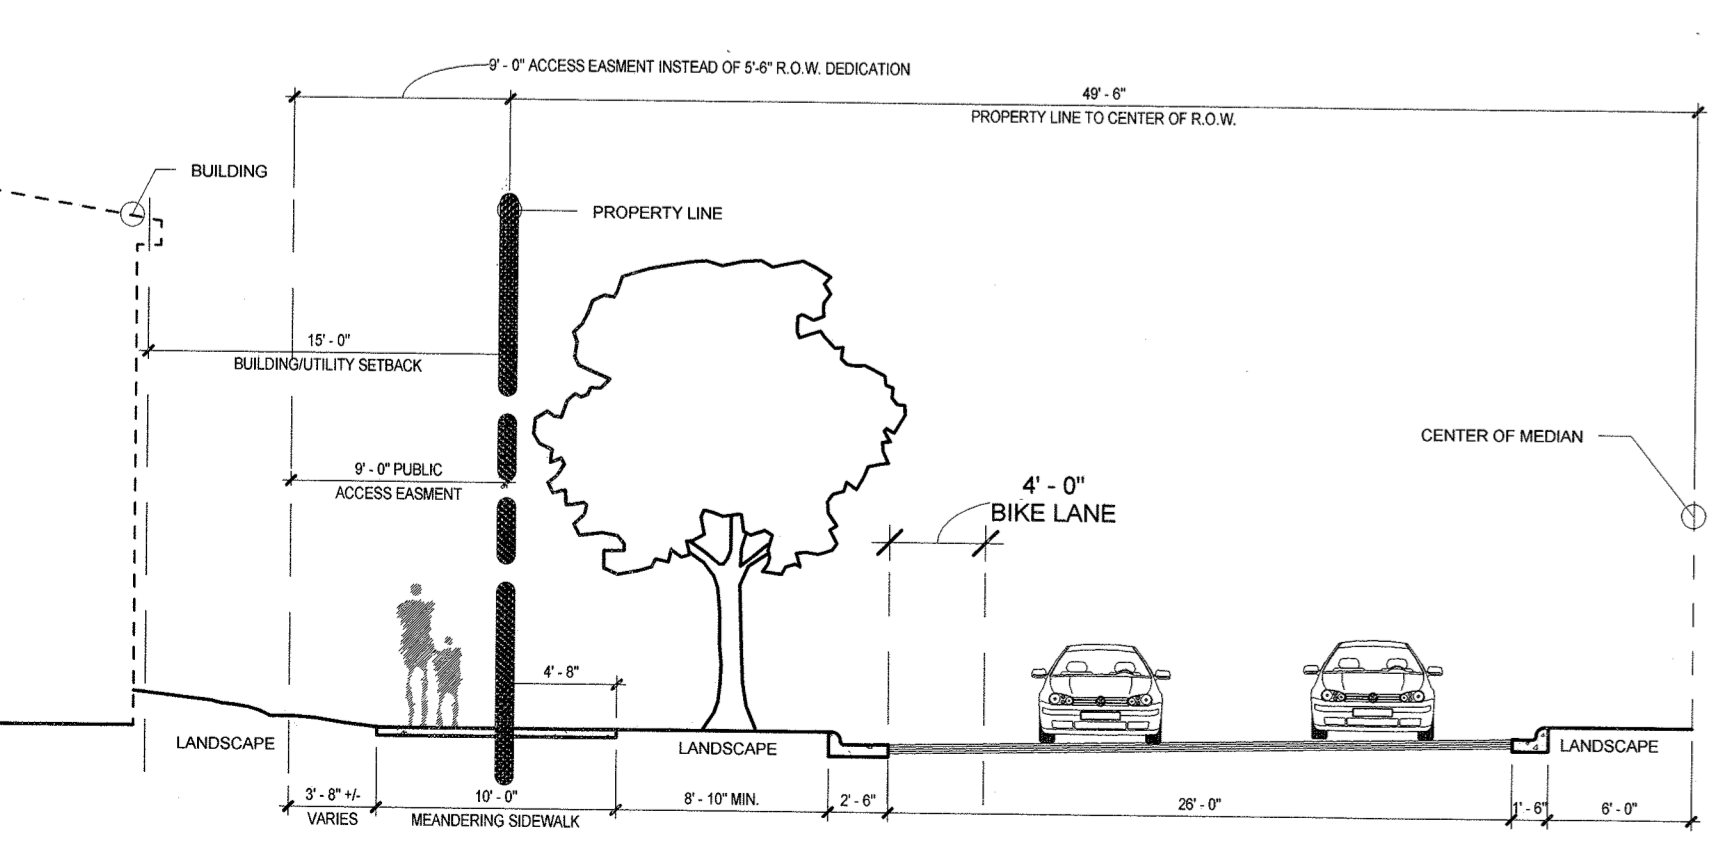 9' - 0" ACCESS EASMENT INSTEAD OF 5'-6" R.O.W. DEDICATION
49' - 6"
PROPERTY LINE TO CENTER OF R.O.W.
BUILDING
PROPERTY LINE
15' - 0"
BUILDING/UTILITY SETBACK
CENTER OF MEDIAN
9' - 0" PUBLIC
ACCESS EASMENT
4' - 0"
BIKE LANE
4' - 8"
LANDSCAPE
LANDSCAPE
LANDSCAPE
3' - 8" +/-
VARIES
10' - 0"
MEANDERING SIDEWALK
8' - 10" MIN.
2' - 6"
26' - 0"
1' - 6"
6' - 0"